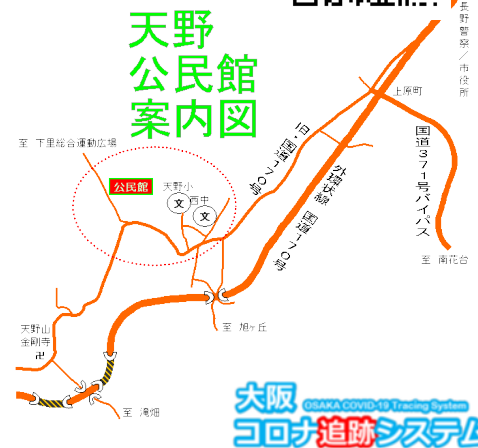 天野
公民館
案内図
長野警察／市役所
上原町
至 下里総合運動広場
公民館
天野小
西中
文
文
旧・国道170号
外環状線 国道170号
国道371号バイパス
至 南花台
至 旭ヶ丘
天野山
金剛寺
卍
至 滝畑
大阪 OSAKA COVID-19 Tracing System
コロナ追跡システム